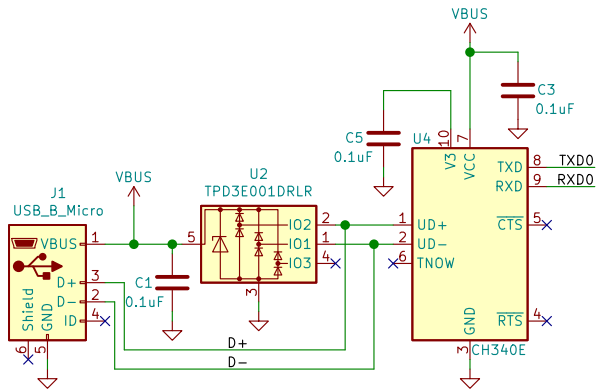 VBUS
C3
0.1uF
C5
0.1uF
U4
10
7
V3
VCC
TXD
8
TXD0
RXD
9
RXD0
CTS
5
UD+
1
UD-
2
TNOW
6
GND
3
RTS
4
CH340E
U2
TPD3E001DRLR
5
IO2
2
IO1
1
IO3
4
3
VBUS
C1
0.1uF
J1
USB_B_Micro
VBUS
1
D+
3
D-
2
ID
4
Shield
GND
6
5
D+
D-